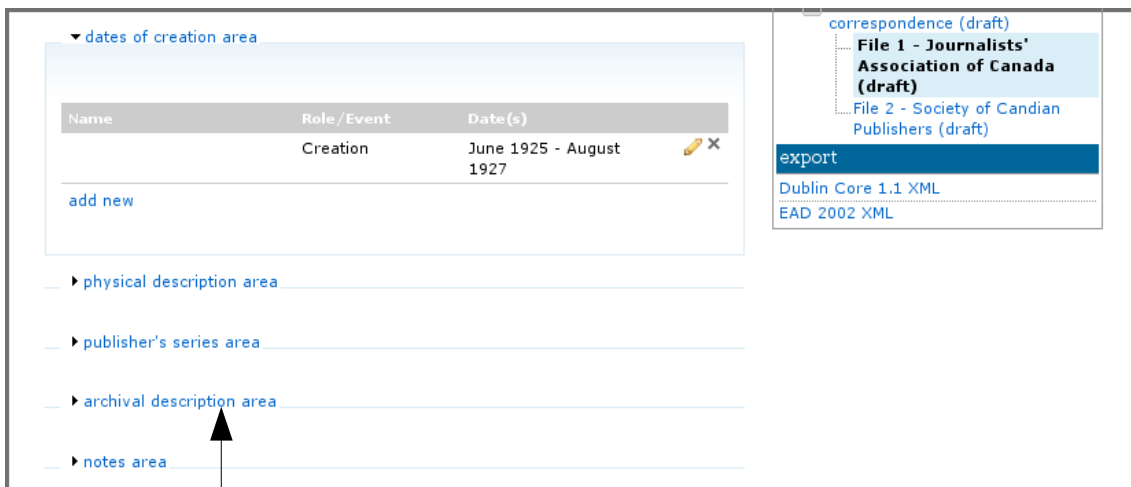 dates of creation area
Name Role/Event Date(s)
Creation June 1925 - August
1927
add new
physical description area
publisher's series area
archival description area
notes area
correspondence (draft)
File 1 - Journalists'
Association of Canada
(draft)
File 2 - Society of Candian
Publishers (draft)
export
Dublin Core 1.1 XML
EAD 2002 XML